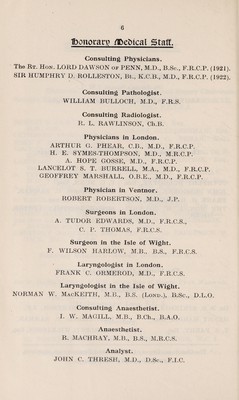 6
Honorary Medical Staff.
Consulting Physicians.
The Rt. Hon. LORD DAWSON OF PENN, M.D., B.Sc., F.R.C.P. (1921).
SIR HUMPHRY D. ROLLESTON, Bt., K.C.B., M.D., F.R.C.P. (1922).
Consulting Pathologist.
WILLIAM BULLOCH, M.D., F.R.S.
Consulting Radiologist.
R. L. RAWLINSON, Ch.B.
Physicians in London.
ARTHUR G. PHEAR, C.B., M.D., F.R.C.P.
H. E. SYMES-THOMPSON, M.D., M.R.C.P.
A. HOPE GOSSE, M.D., F.R.C.P.
LANCELOT S. T. BURRELL, M.A., M.D., F.R.C.P.
GEOFFREY MARSHALL, O.B.E., M.D., F.R.C.P.
Physician in Ventnor.
ROBERT ROBERTSON, M.D., J.P.
Surgeons in London.
A. TUDOR EDWARDS, M.D., F.R.C.S.,
C. P. THOMAS, F.R.C.S.
Surgeon in the Isle of Wight.
F. WILSON HARLOW, M.B., B.S., F.R.C.S.
Laryngologist in London.
FRANK C. ORMEROD, M.D., F.R.C.S.
Laryngologist in the Isle of Wight.
NORMAN W. MacKEITH, M.B., B.S. (Lond.), B.Sc., D.L.O.
Consulting Anaesthetist.
I. W. MAGILL, M.B., B.Ch., B.A.O.
Anaesthetist.
R. MACHRAY, M.B., B.S., M.R.C.S.
Analyst.
JOHN C. THRESH, M.D., D.Sc., F.I.C.